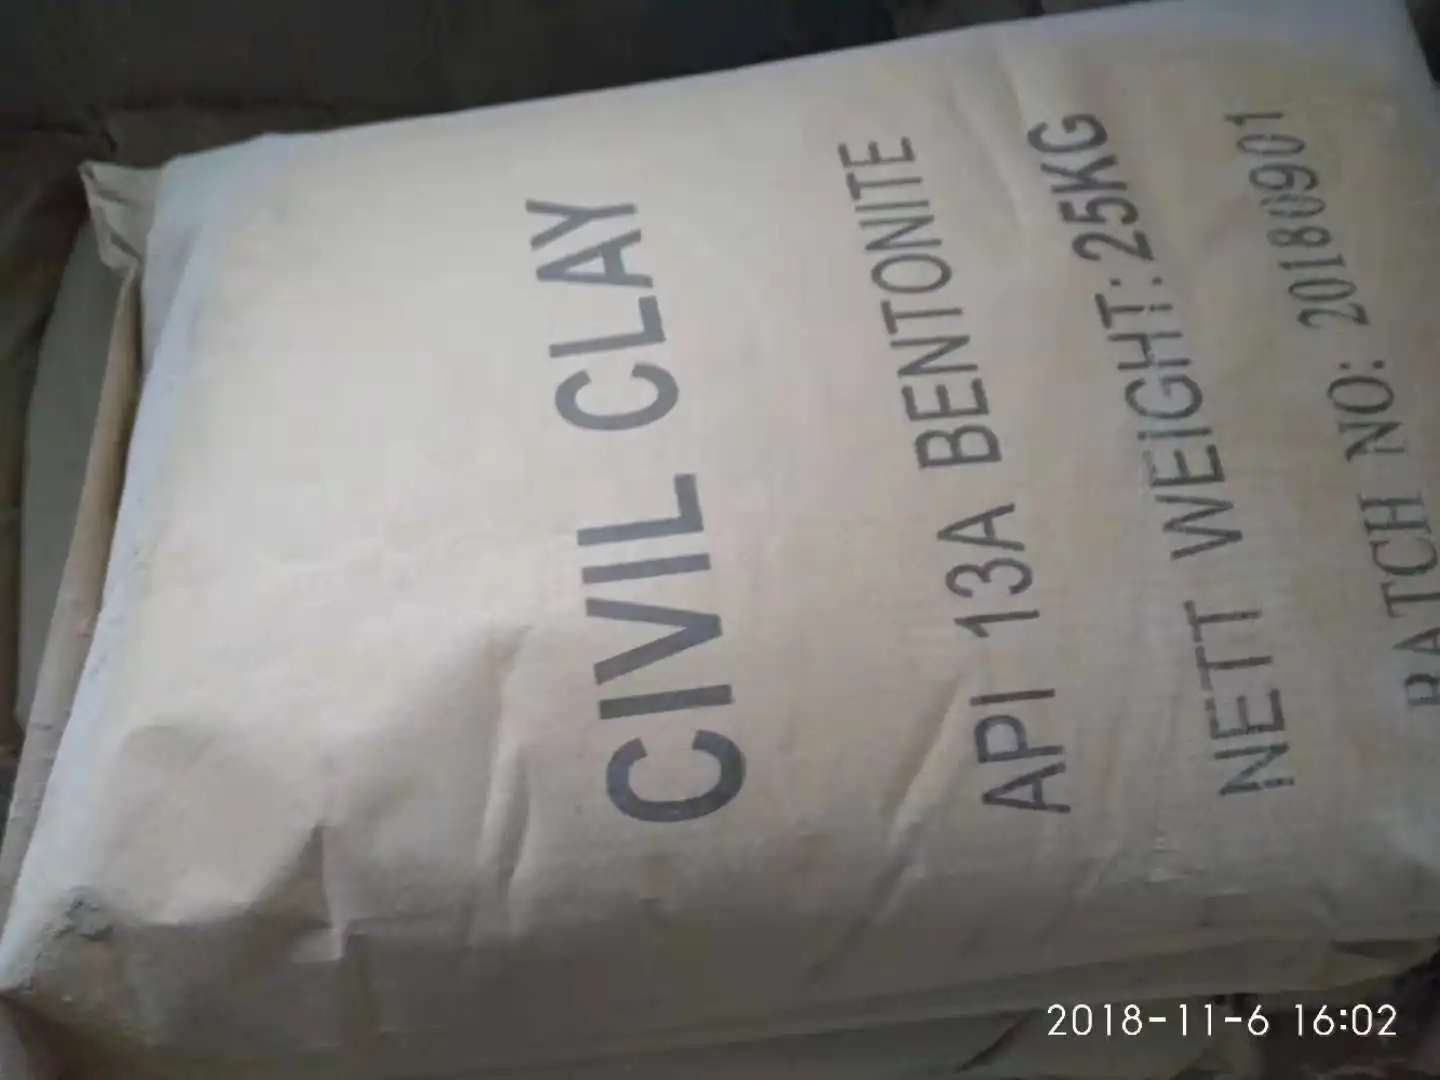 CIVIL CLAY
API 13A BENTONITE
NETT WEIGHT: 25KG
BATCH NO: 20180901
2018-11-6 16:02